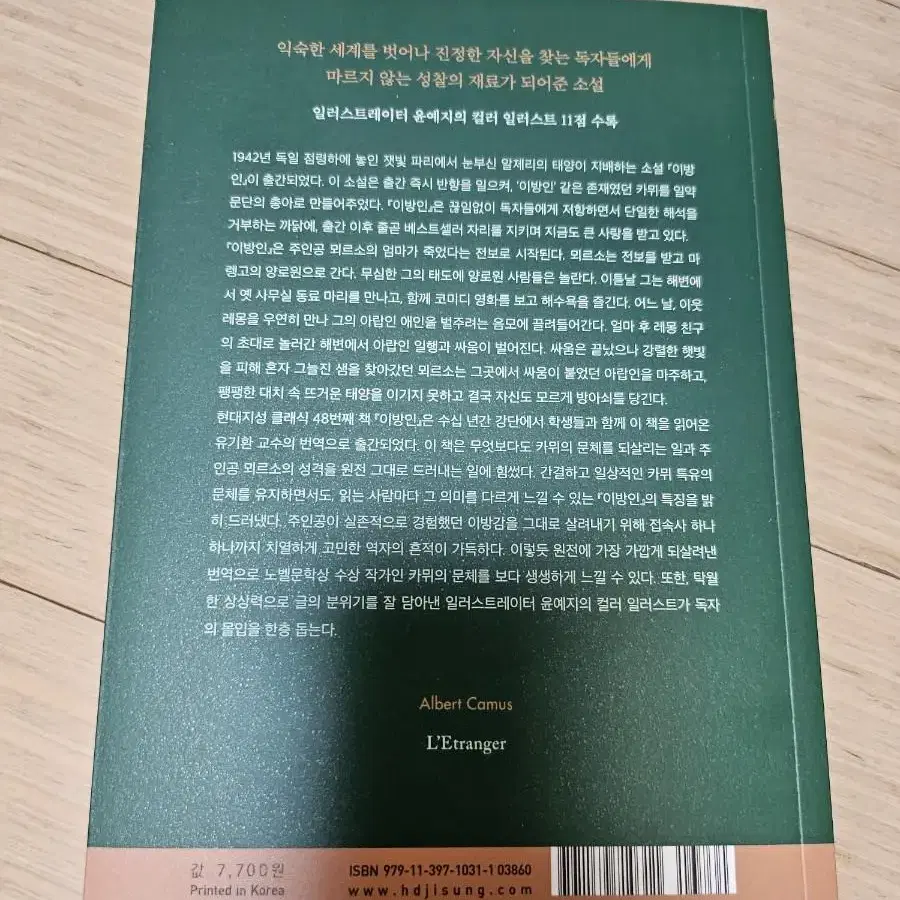 익숙한 세계를 벗어나 진정한 자신을 찾는 독자들에게
마르지 않는 성찰의 재료가 되어준 소설
일러스트레이터 윤예지의 컬러 일러스트 11점 수록
1942년 독일 점령하에 놓인 잿빛 파리에서 눈부신 알제리의 태양이 지배하는 소설 『이방
인』이 출간되었다. 이 소설은 출간 즉시 반향을 일으켜, '이방인' 같은 존재였던 카뮈를 일약
문단의 총아로 만들어주었다. 『이방인』은 끊임없이 독자들에게 저항하면서 단일한 해석을
거부하는 까닭에, 출간 이후 줄곧 베스트셀러 자리를 지키며 지금도 큰 사랑을 받고 있다.
『이방인』은 주인공 뫼르소의 엄마가 죽었다는 전보로 시작된다. 뫼르소는 전보를 받고 마
렝고의 양로원으로 간다. 무심한 그의 태도에 양로원 사람들은 놀란다. 이튿날 그는 해변에
서 옛 사무실 동료 마리를 만나고, 함께 코미디 영화를 보고 해수욕을 즐긴다. 어느 날, 이웃
레몽을 우연히 만나 그의 아랍인 애인을 벌주려는 음모에 끌려들어간다. 얼마 후 레몽 친구
의 초대로 놀러간 해변에서 아랍인 일행과 싸움이 벌어진다. 싸움은 끝났으나 강렬한 햇빛
을 피해 혼자 그늘진 샘을 찾아갔던 뫼르소는 그곳에서 싸움이 붙었던 아랍인을 마주하고,
팽팽한 대치 속 뜨거운 태양을 이기지 못하고 결국 자신도 모르게 방아쇠를 당긴다.
현대지성 클래식 48번째 책 『이방인』은 수십 년간 강단에서 학생들과 함께 이 책을 읽어온
유기환 교수의 번역으로 출간되었다. 이 책은 무엇보다도 카뮈의 문체를 되살리는 일과 주
인공 뫼르소의 성격을 원전 그대로 드러내는 일에 힘썼다. 간결하고 일상적인 카뮈 특유의
문체를 유지하면서도, 읽는 사람마다 그 의미를 다르게 느낄 수 있는 『이방인』의 특징을 밝
히 드러냈다. 주인공이 실존적으로 경험했던 이방감을 그대로 살려내기 위해 접속사 하나
하나까지 치열하게 고민한 역자의 흔적이 가득하다. 이렇듯 원전에 가장 가깝게 되살려낸
번역으로 노벨문학상 수상 작가인 카뮈의 문체를 보다 생생하게 느낄 수 있다. 또한, 탁월
한 상상력으로 글의 분위기를 잘 담아낸 일러스트레이터 윤예지의 컬러 일러스트가 독자
의 몰입을 한층 돕는다.
Albert Camus
L'Etranger
값 7,700원
Printed in Korea
ISBN 979-11-397-1031-1 03860
www.hdjisung.com